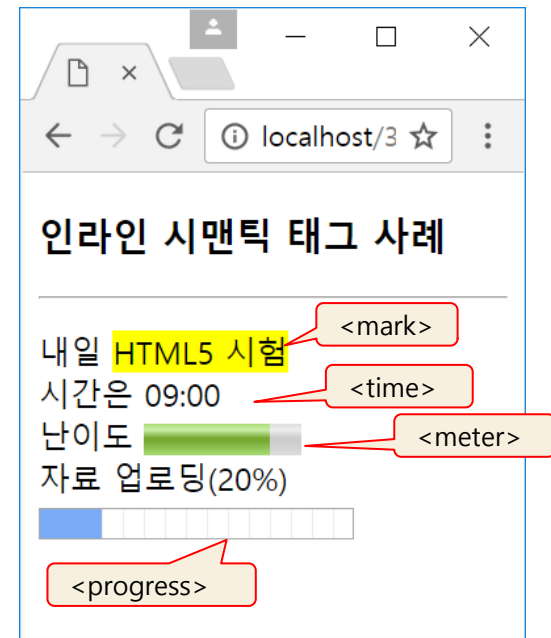 localhost/3
인라인 시맨틱 태그 사례
<mark>
내일 HTML5 시험
<time>
시간은 09:00
<meter>
난이도
자료 업로딩(20%)
<progress>